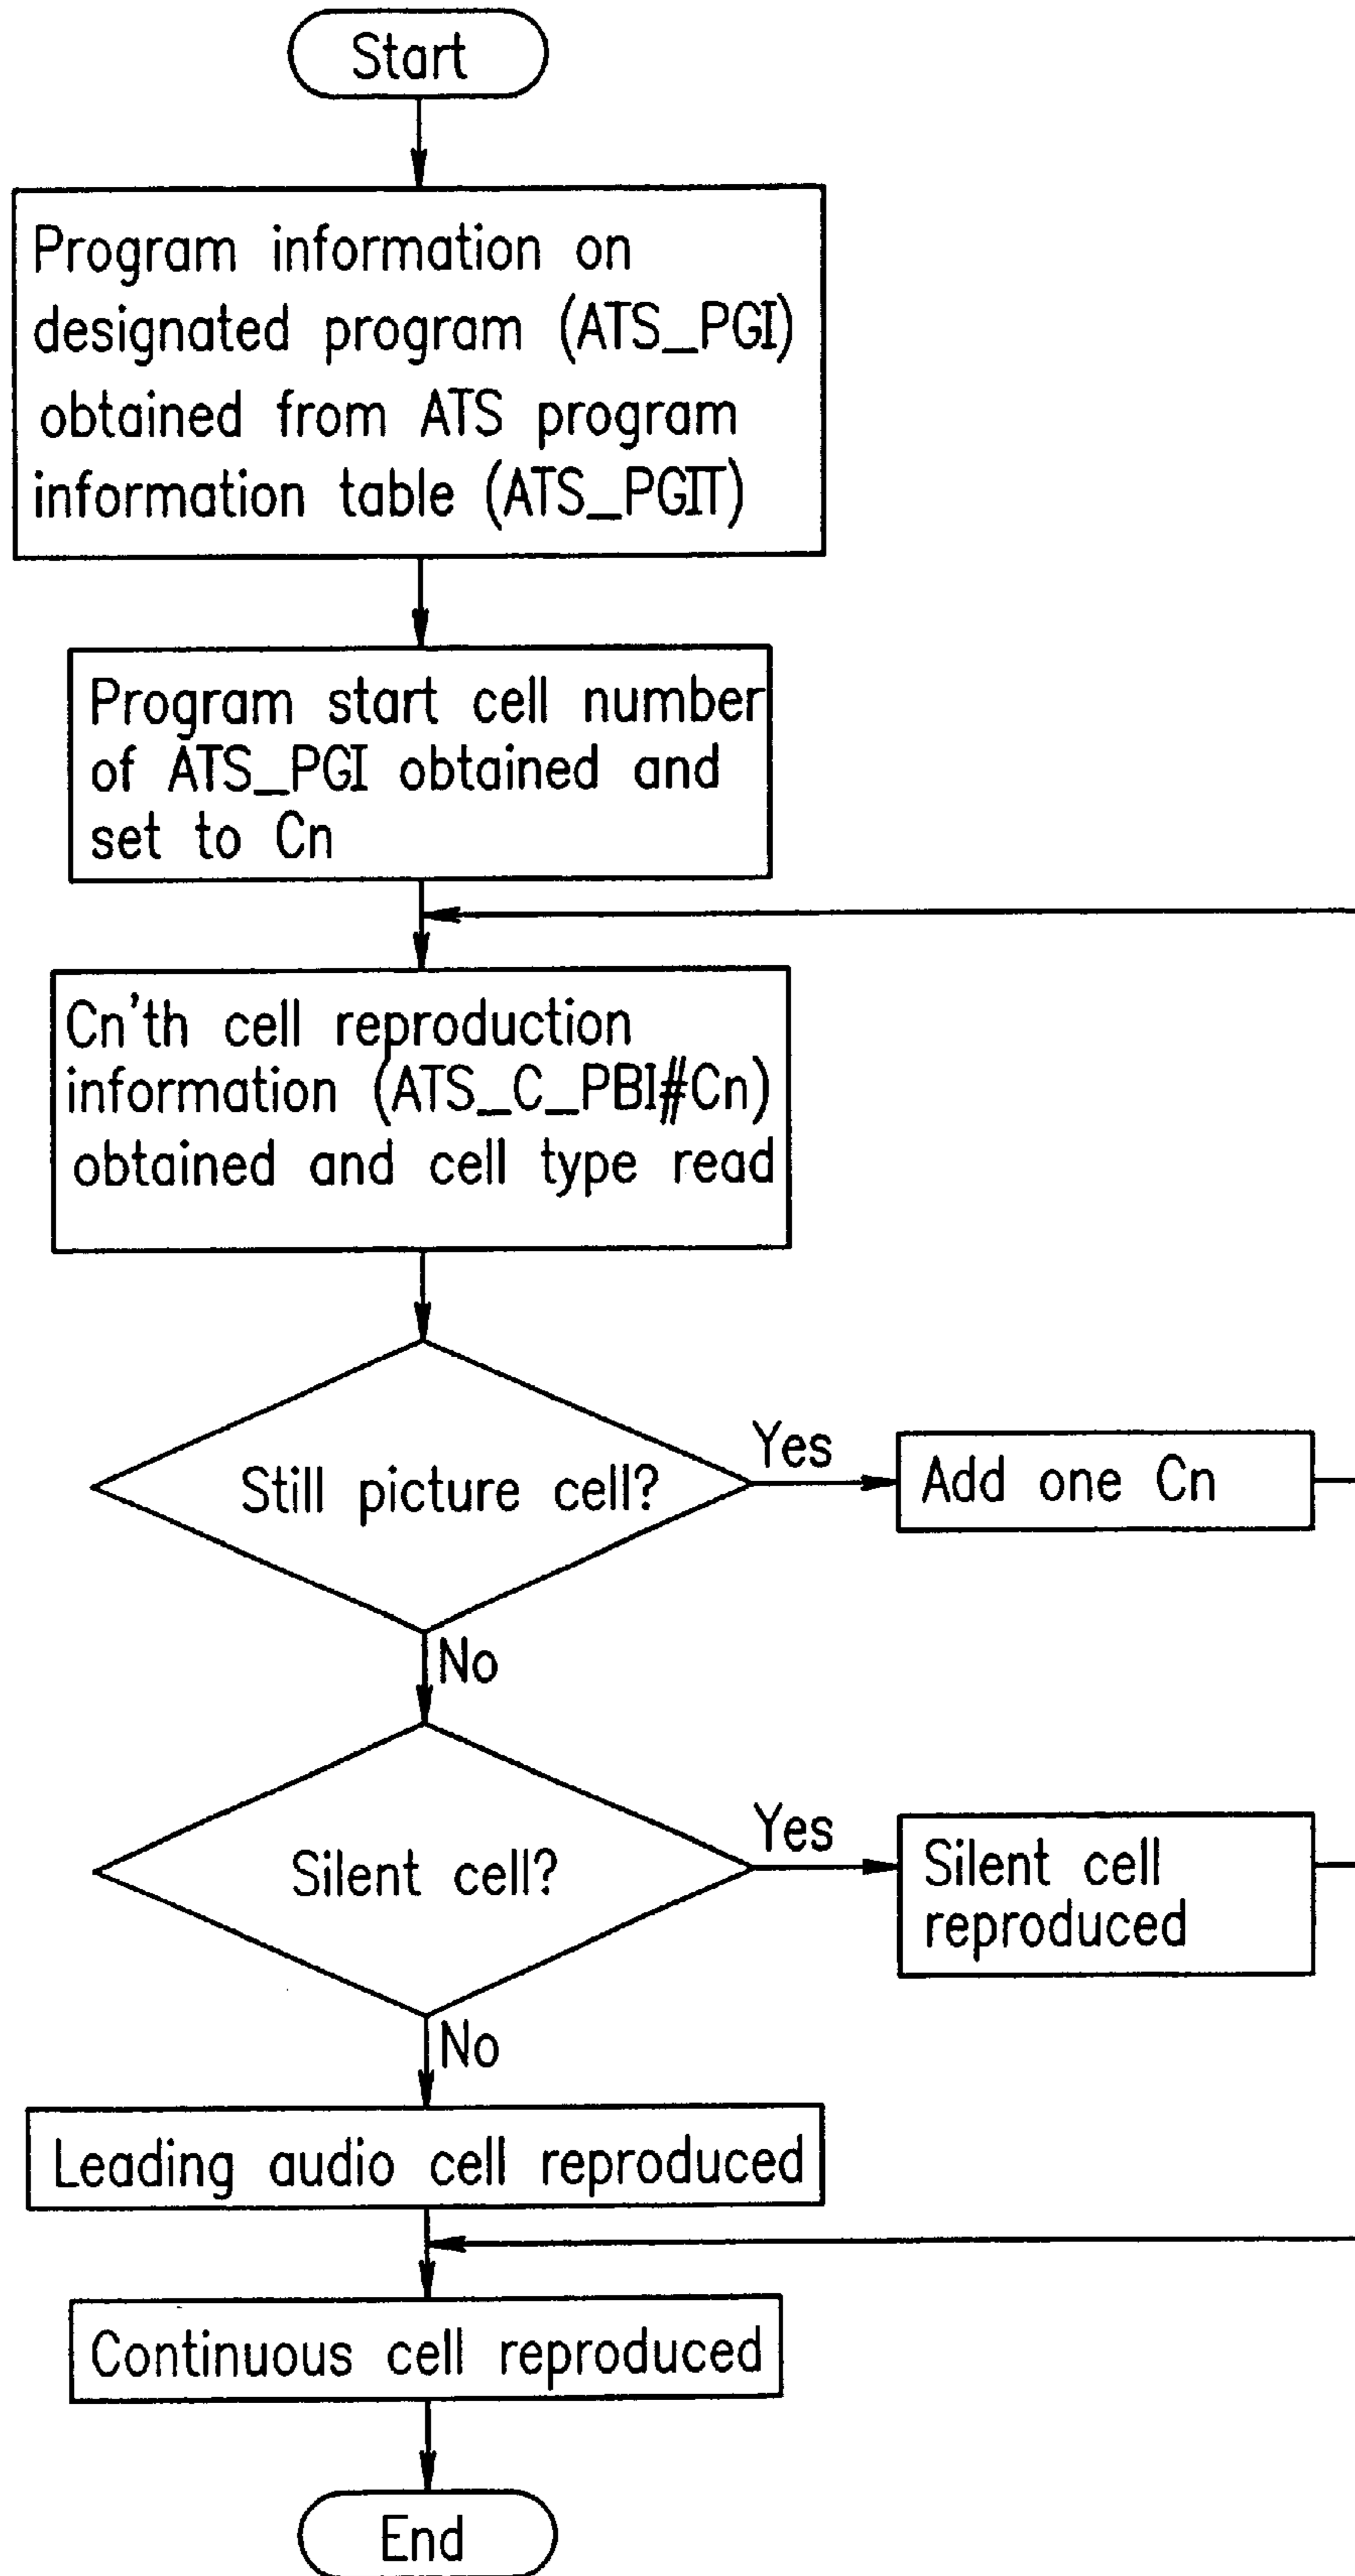 Start
Program information on
designated program (ATS_PGI)
obtained from ATS program
information table (ATS_PGIT)
Program start cell number
of ATS_PGI obtained and
set to Cn
Cn'th cell reproduction
information (ATS_C_PBI#Cn)
obtained and cell type read
Still picture cell?
Yes
Add one Cn
No
Silent cell?
Yes
Silent cell
reproduced
No
Leading audio cell reproduced
Continuous cell reproduced
End